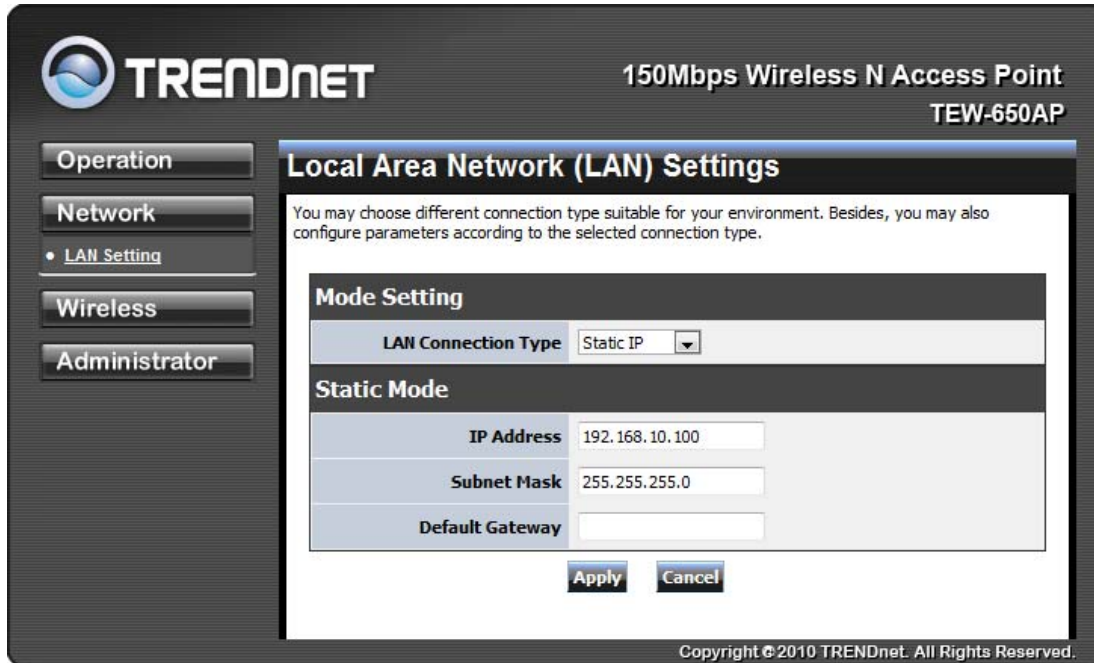 TRENDNET
150Mbps Wireless N Access Point
TEW-650AP
Operation
Network
LAN Setting
Wireless
Administrator
Local Area Network (LAN) Settings
You may choose different connection type suitable for your environment. Besides, you may also
configure parameters according to the selected connection type.
Mode Setting
LAN Connection Type Static IP
Static Mode
IP Address 192.168.10.100
Subnet Mask 255.255.255.0
Default Gateway
Apply Cancel
Copyright © 2010 TRENDnet. All Rights Reserved.